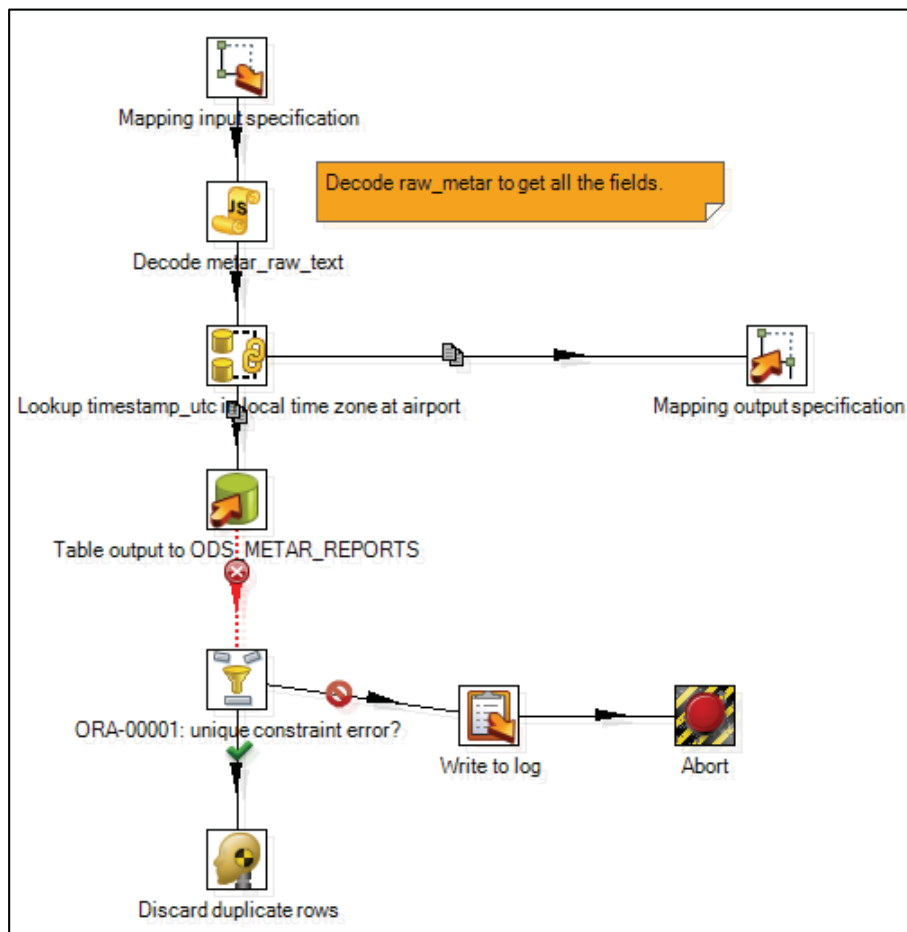 Mapping input specification
Decode raw_metar to get all the fields.
JS
Decode metar_raw_text
Lookup timestamp_utc in local time zone at airport
Mapping output specification
Table output to ODS_METAR_REPORTS
ORA-00001: unique constraint error?
Write to log
Abort
Discard duplicate rows